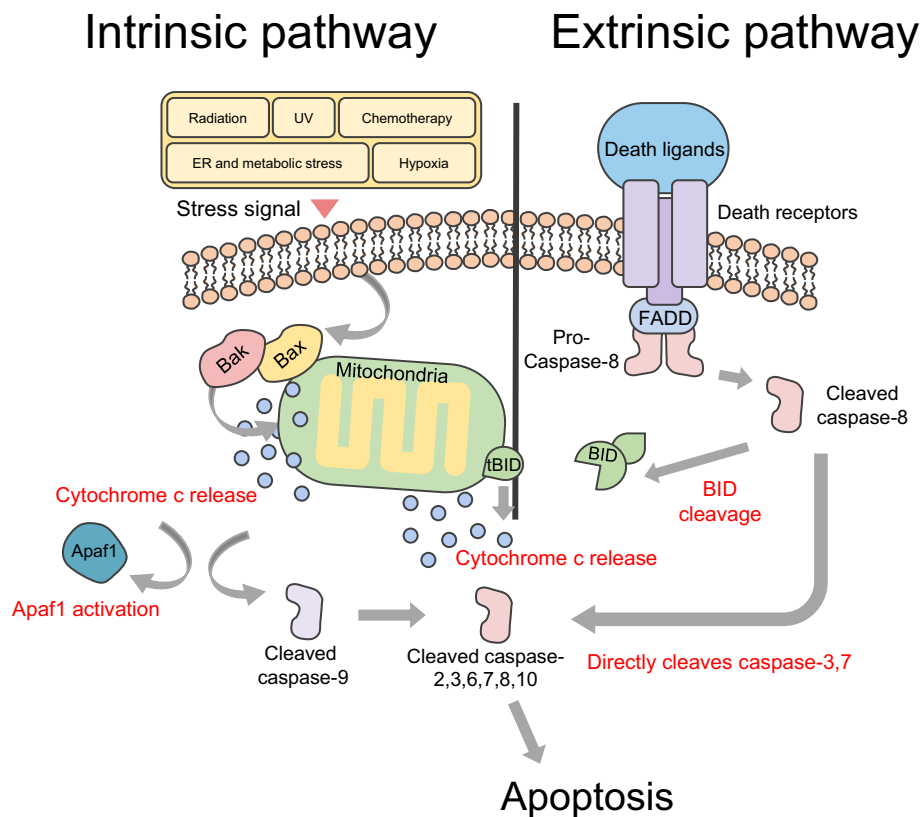 Intrinsic pathway
Extrinsic pathway
Radiation
UV
Chemotherapy
ER and metabolic stress
Hypoxia
Stress signal
Death ligands
Death receptors
FADD
Pro-
Caspase-8
Cleaved
caspase-8
Bak
Bax
Mitochondria
tBID
BID
BID
cleavage
Cytochrome c release
Cytochrome c release
Apaf1
Apaf1 activation
Cleaved
caspase-9
Cleaved caspase-
2,3,6,7,8,10
Directly cleaves caspase-3,7
Apoptosis